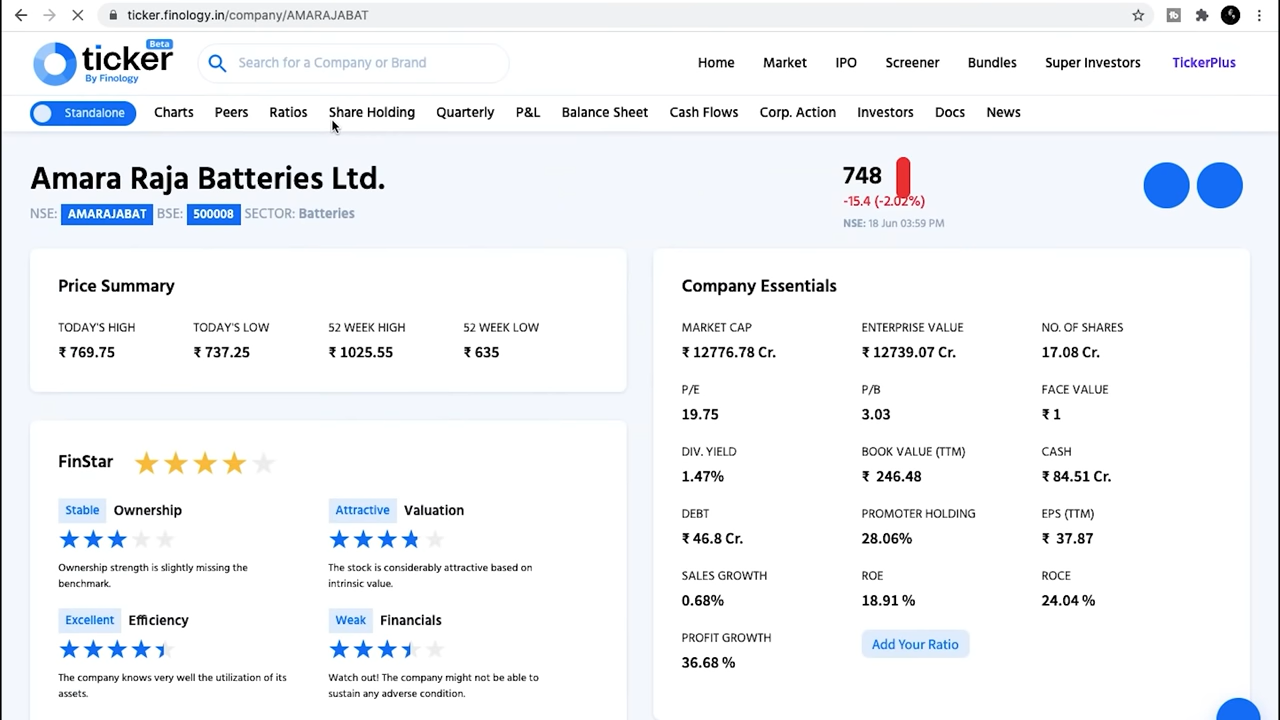 ticker.finology.in/company/AMARAJABAT
ticker Beta
By Finology
Search for a Company or Brand
Home Market IPO Screener Bundles Super Investors TickerPlus
Standalone Charts Peers Ratios Share Holding Quarterly P&L Balance Sheet Cash Flows Corp. Action Investors Docs News
Amara Raja Batteries Ltd.
NSE: AMARAJABAT BSE: 500008 SECTOR: Batteries
748
-15.4 (-2.02%)
NSE: 18 Jun 03:59 PM
Price Summary
TODAY'S HIGH TODAY'S LOW 52 WEEK HIGH 52 WEEK LOW
₹ 769.75 ₹ 737.25 ₹ 1025.55 ₹ 635
FinStar
Stable Ownership
Ownership strength is slightly missing the
benchmark.
Attractive Valuation
The stock is considerably attractive based on
intrinsic value.
Excellent Efficiency
The company knows very well the utilization of its
assets.
Weak Financials
Watch out! The company might not be able to
sustain any adverse condition.
Company Essentials
MARKET CAP ENTERPRISE VALUE NO. OF SHARES
₹ 12776.78 Cr. ₹ 12739.07 Cr. 17.08 Cr.
P/E P/B FACE VALUE
19.75 3.03 ₹ 1
DIV. YIELD BOOK VALUE (TTM) CASH
1.47% ₹ 246.48 ₹ 84.51 Cr.
DEBT PROMOTER HOLDING EPS (TTM)
₹ 46.8 Cr. 28.06% ₹ 37.87
SALES GROWTH ROE ROCE
0.68% 18.91 % 24.04 %
PROFIT GROWTH
36.68 %
Add Your Ratio